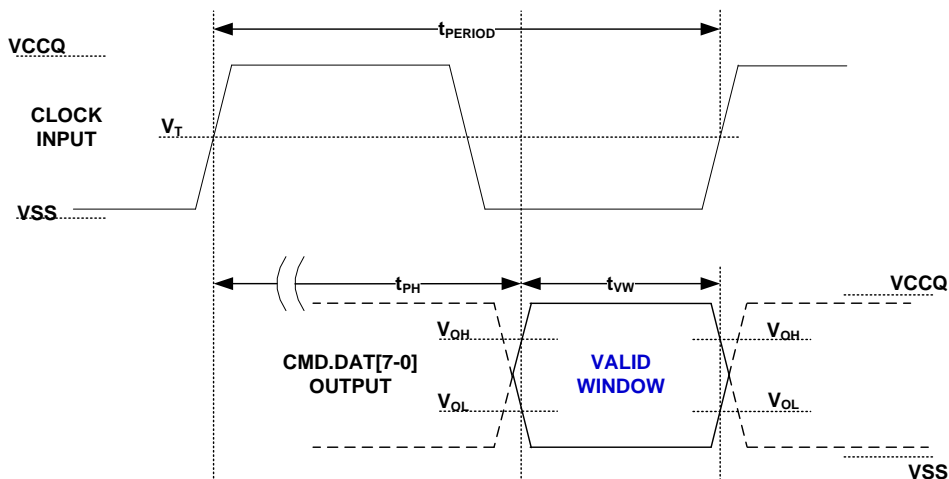 tPERIOD
VCCQ
CLOCK
INPUT
VT
VSS
tPH
tVW
VCCQ
VOH
VOH
CMD.DAT[7-0]
OUTPUT
VALID
WINDOW
VOL
VOL
VSS